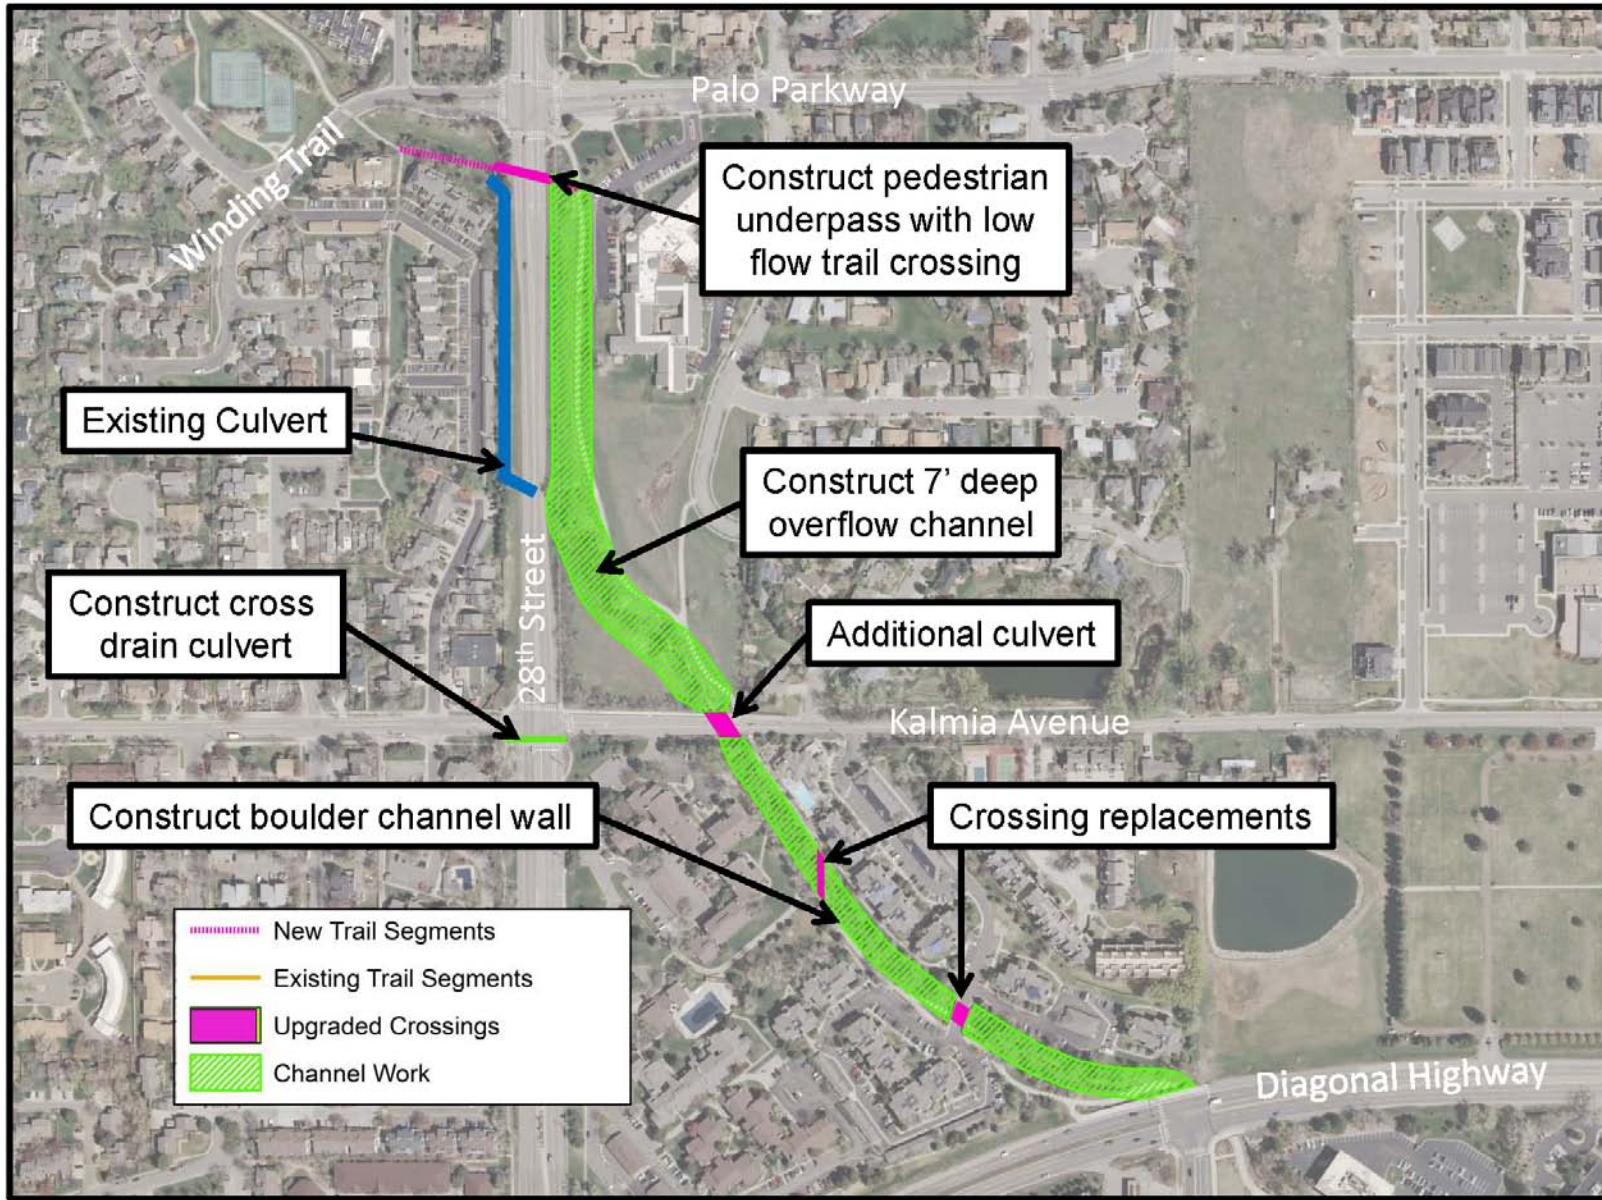 Palo Parkway
Winding Trail
Construct pedestrian
underpass with low
flow trail crossing
Existing Culvert
Construct 7’ deep
overflow channel
28th Street
Construct cross
drain culvert
Additional culvert
Kalmia Avenue
Construct boulder channel wall
Crossing replacements
New Trail Segments
Existing Trail Segments
Upgraded Crossings
Channel Work
Diagonal Highway